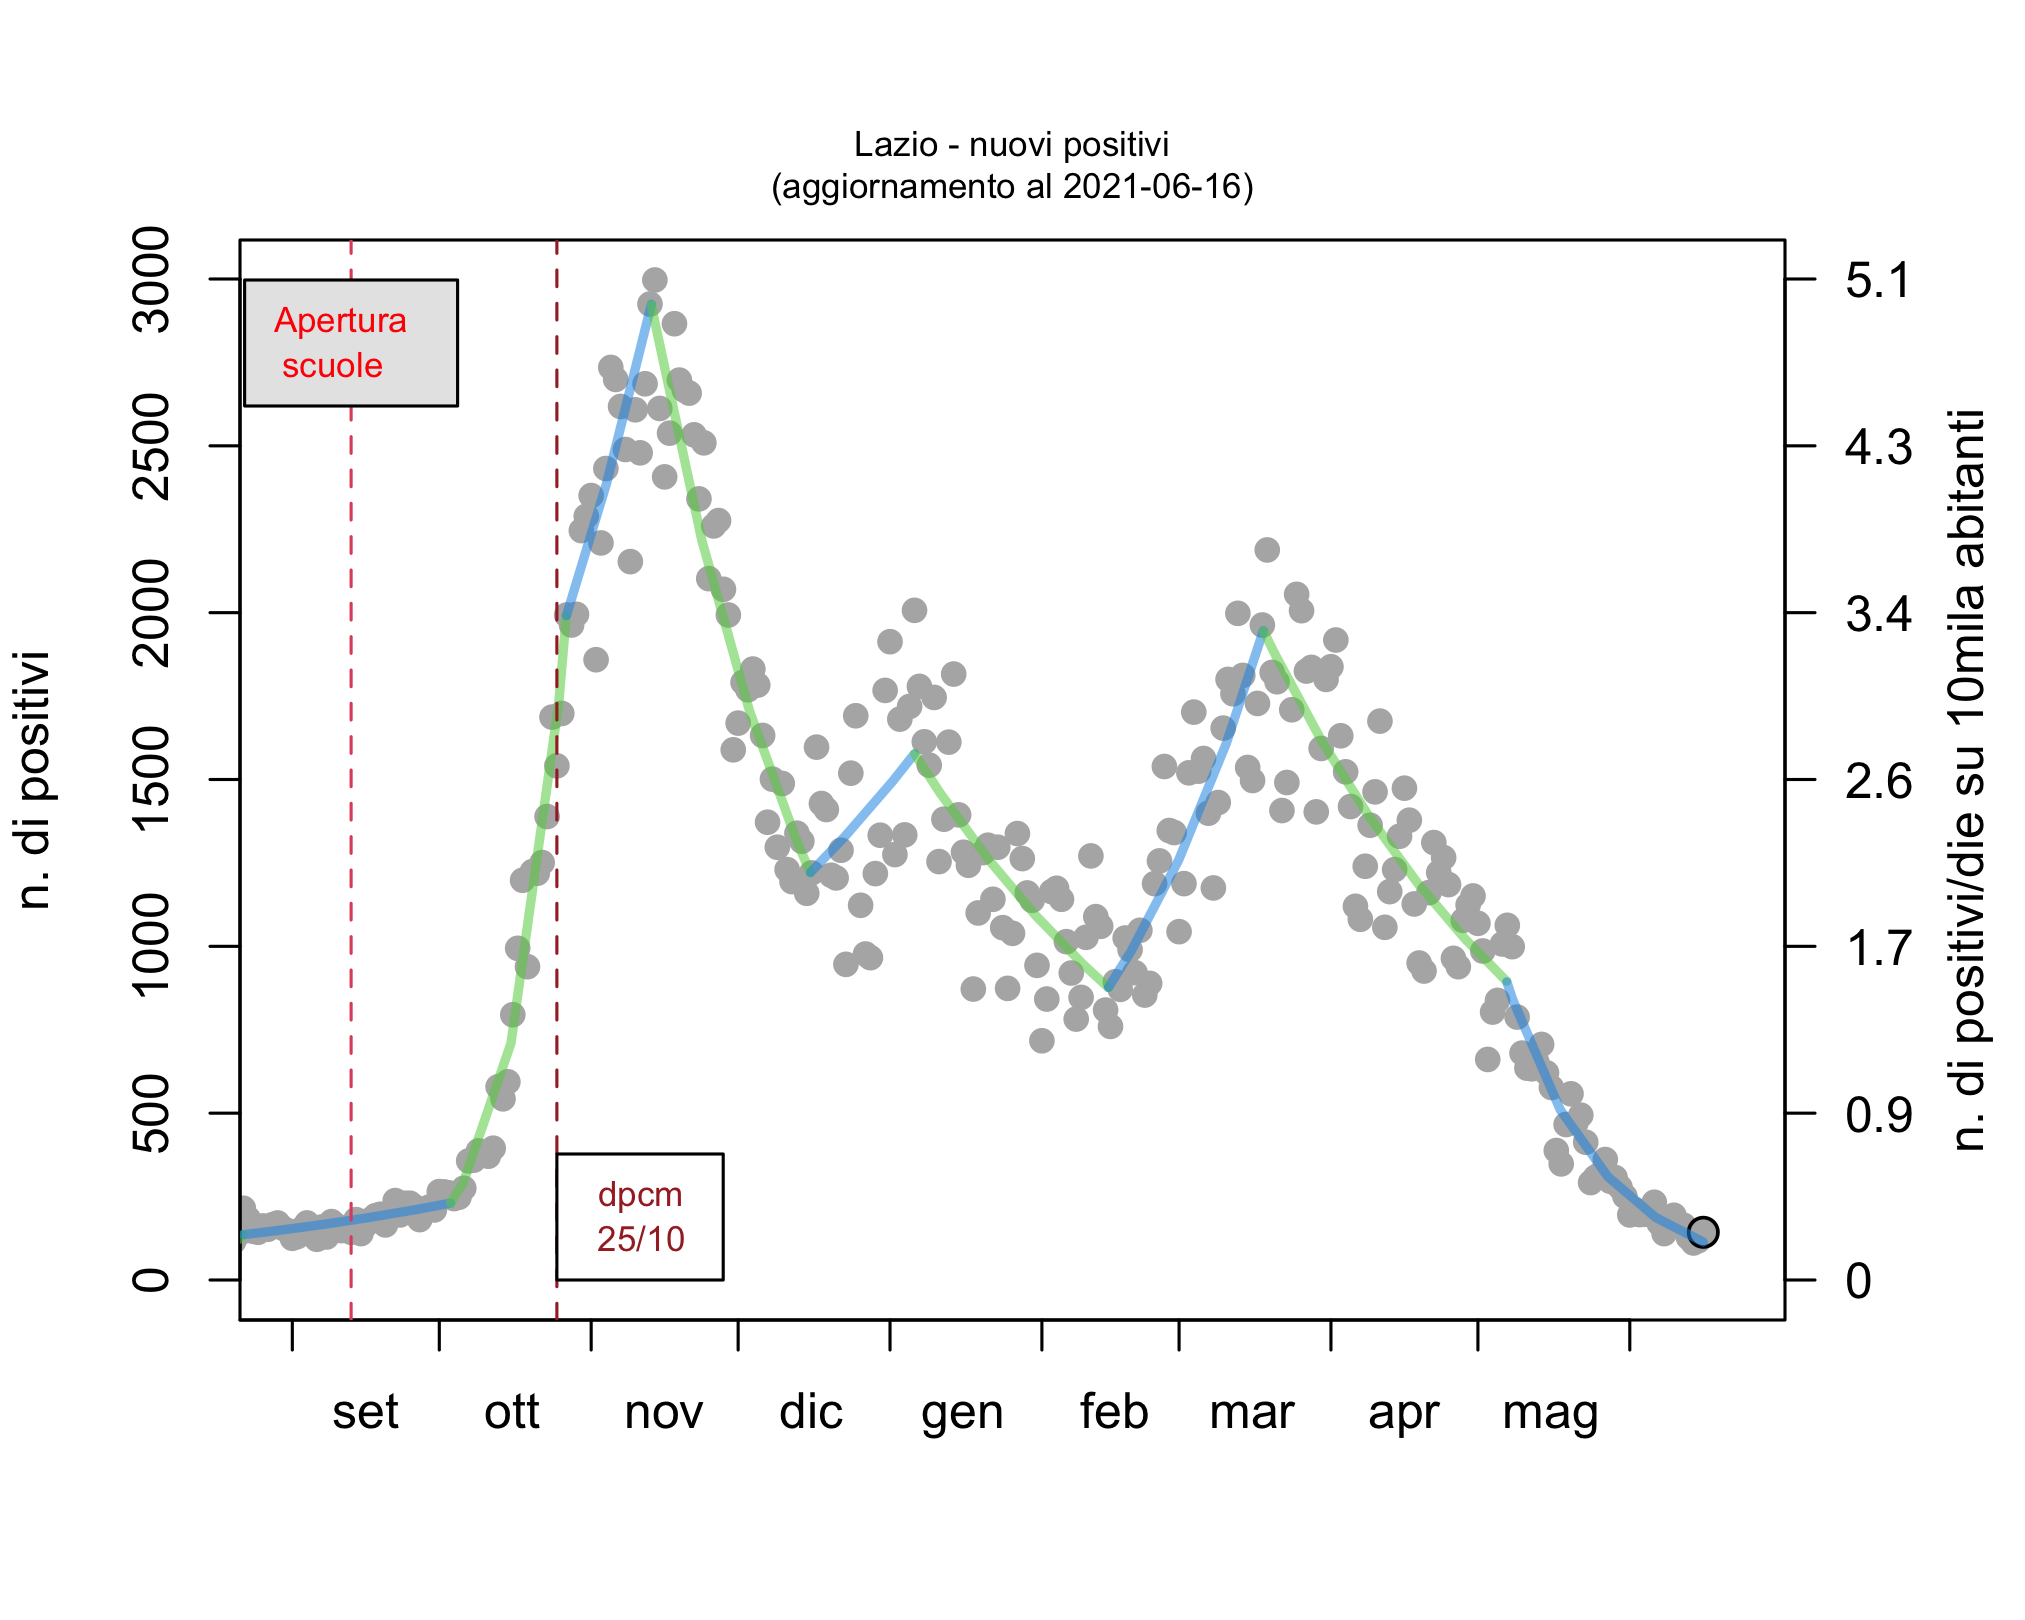 Lazio - nuovi positivi
(aggiornamento al 2021-06-16)
n. di positivi
3000
2500
2000
1500
1000
500
0
Apertura
scuole
dpcm
25/10
5.1
4.3
3.4
2.6
1.7
0.9
0
n. di positivi/die su 10mila abitanti
set ott nov dic gen feb mar apr mag